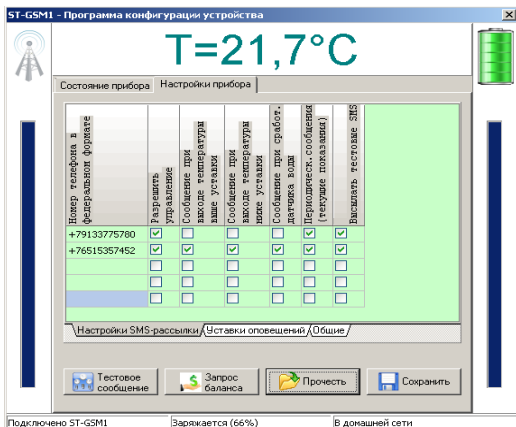 ST-GSM1 - Программа конфигурации устройства
T=21,7°C
Состояние прибора
Настройки прибора
Номер телефона в
федеральном формате
Разрешить
управление
Сообщение при
выходе температуры
выше уставки
Сообщение при
выходе температуры
ниже уставки
Сообщение при сработ.
датчика воды
Периодическ.сообщения
(текущие показания)
Высылать тестовые SMS
+79133775780
+76515357452
Настройки SMS-рассылки
Уставки оповещений
Общие
Тестовое
сообщение
Запрос
баланса
Прочесть
Сохранить
Подключено ST-GSM1
Заряжается (66%)
В домашней сети